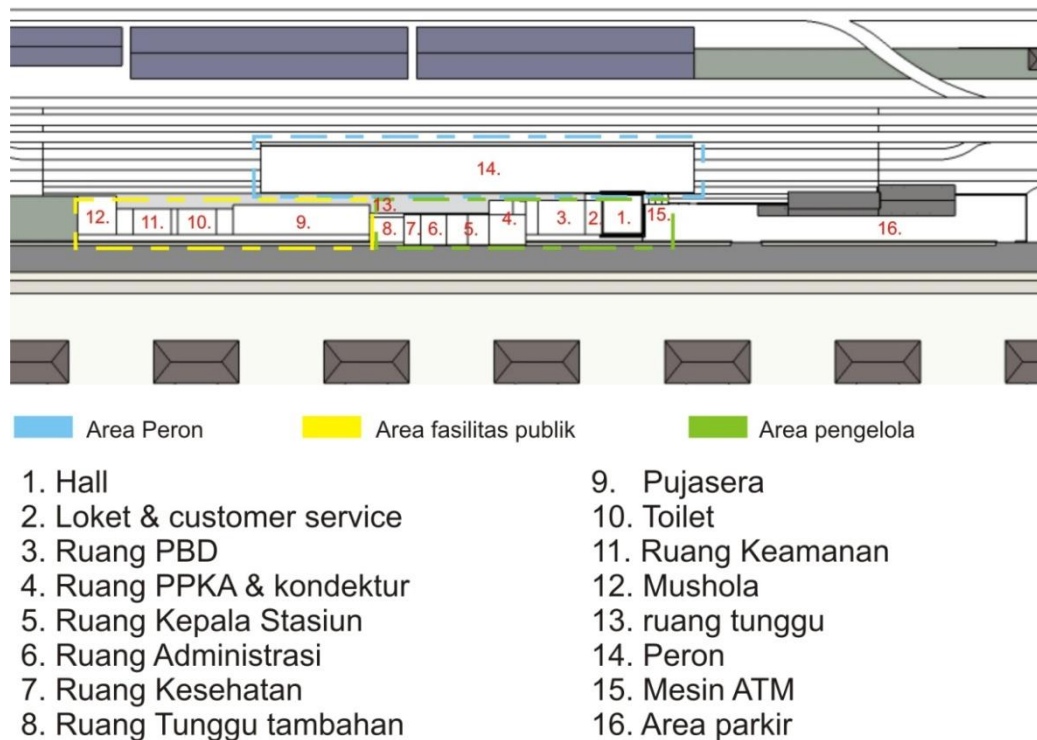 14.
13.
12.
11.
10.
9.
8.
7.
6.
5.
4.
3.
2.
1.
15.
16.
Area Peron
Area fasilitas publik
Area pengelola
1. Hall
2. Loket & customer service
3. Ruang PBD
4. Ruang PPKA & kondektur
5. Ruang Kepala Stasiun
6. Ruang Administrasi
7. Ruang Kesehatan
8. Ruang Tunggu tambahan
9. Pujasera
10. Toilet
11. Ruang Keamanan
12. Mushola
13. ruang tunggu
14. Peron
15. Mesin ATM
16. Area parkir